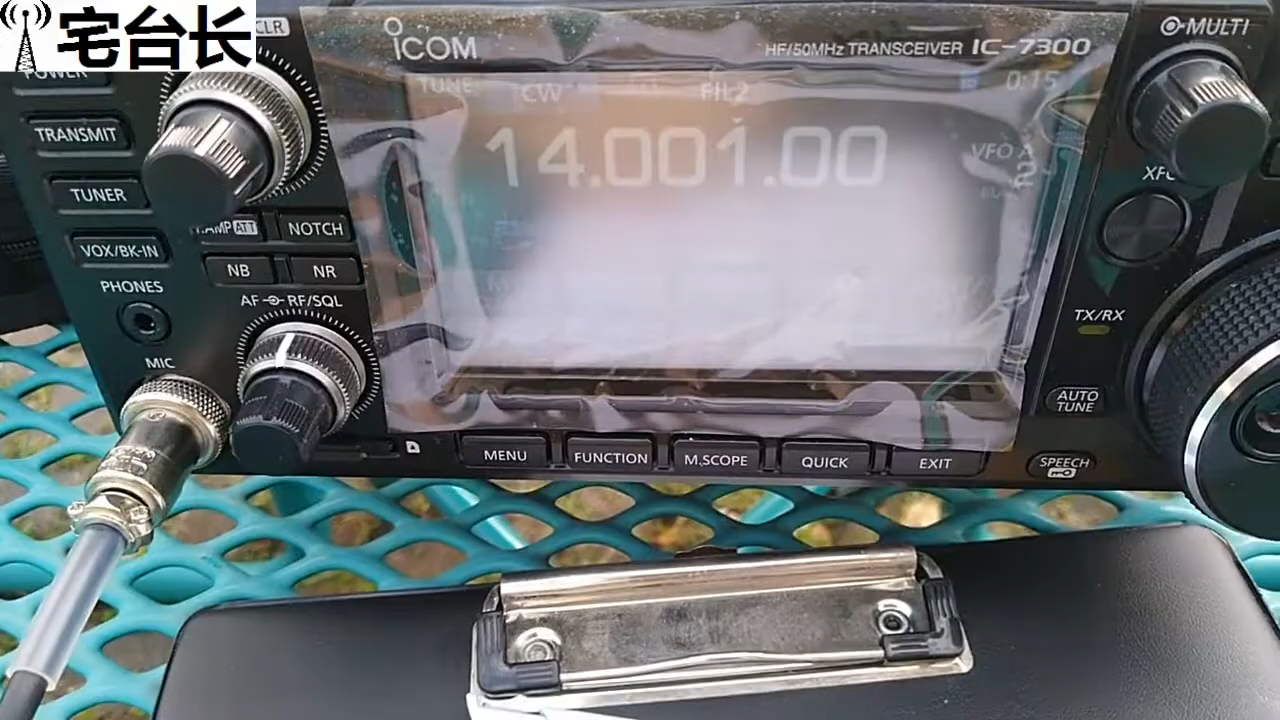 宅台长
CLR
ICOM
HF/50MHz TRANSCEIVER IC-7300
MULTI
POWER
TUNE
CW
FIL2
0:15
TRANSMIT
14.001.00
VFO A
TUNER
P.AMP ATT
NOTCH
VOX/BK-IN
NB
NR
PHONES
AF RF/SQL
TX/RX
MIC
AUTO
TUNE
MENU
FUNCTION
M.SCOPE
QUICK
EXIT
SPEECH